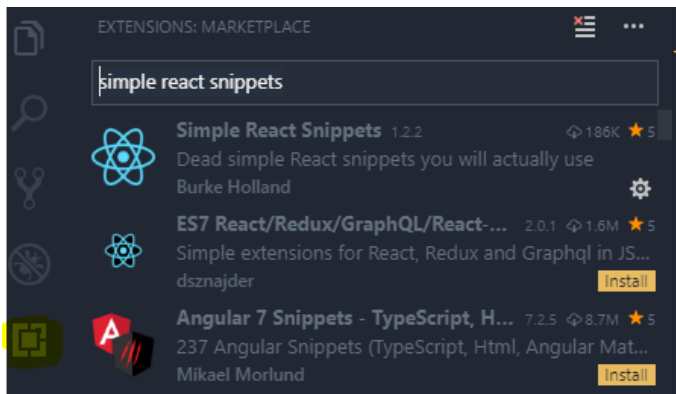 EXTENSIONS: MARKETPLACE
simple react snippets
Simple React Snippets 1.2.2 186K 5
Dead simple React snippets you will actually use
Burke Holland
ES7 React/Redux/GraphQL/React-... 2.0.1 1.6M 5
Simple extensions for React, Redux and Graphql in JS...
dsznajder Install
Angular 7 Snippets - TypeScript, H... 7.2.5 8.7M 5
237 Angular Snippets (TypeScript, Html, Angular Mat...
Mikael Morlund Install